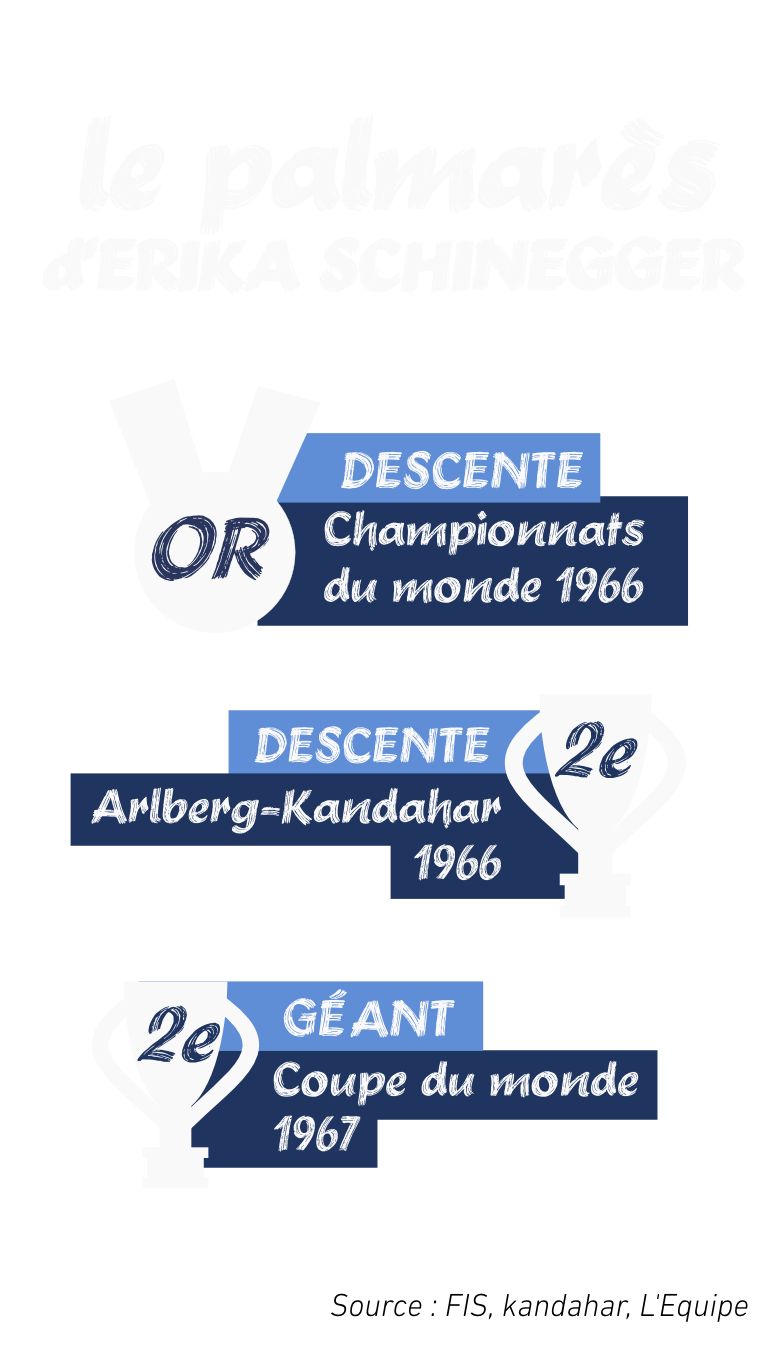 le palmarès
d'ERIKA SCHINEGGER
DESCENTE
OR
Championnats
du monde 1966
DESCENTE
2e
Arlberg-Kandahar
1966
2e
GÉANT
Coupe du monde
1967
Source : FIS, kandahar, L'Equipe